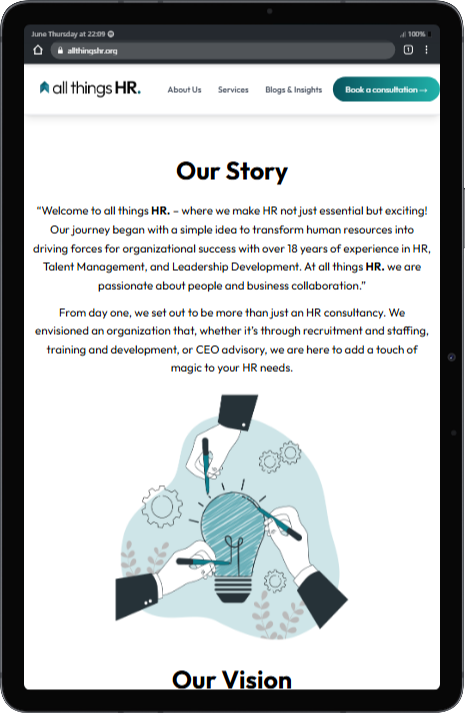 June Thursday at 22:09
100%
allthingshr.org
1
all things HR.
About Us
Services
Blogs & Insights
Book a consultation →
Our Story
“Welcome to all things HR. – where we make HR not just essential but exciting!
Our journey began with a simple idea to transform human resources into
driving forces for organizational success with over 18 years of experience in HR,
Talent Management, and Leadership Development. At all things HR. we are
passionate about people and business collaboration.”
From day one, we set out to be more than just an HR consultancy. We
envisioned an organization that, whether it's through recruitment and staffing,
training and development, or CEO advisory, we are here to add a touch of
magic to your HR needs.
Our Vision